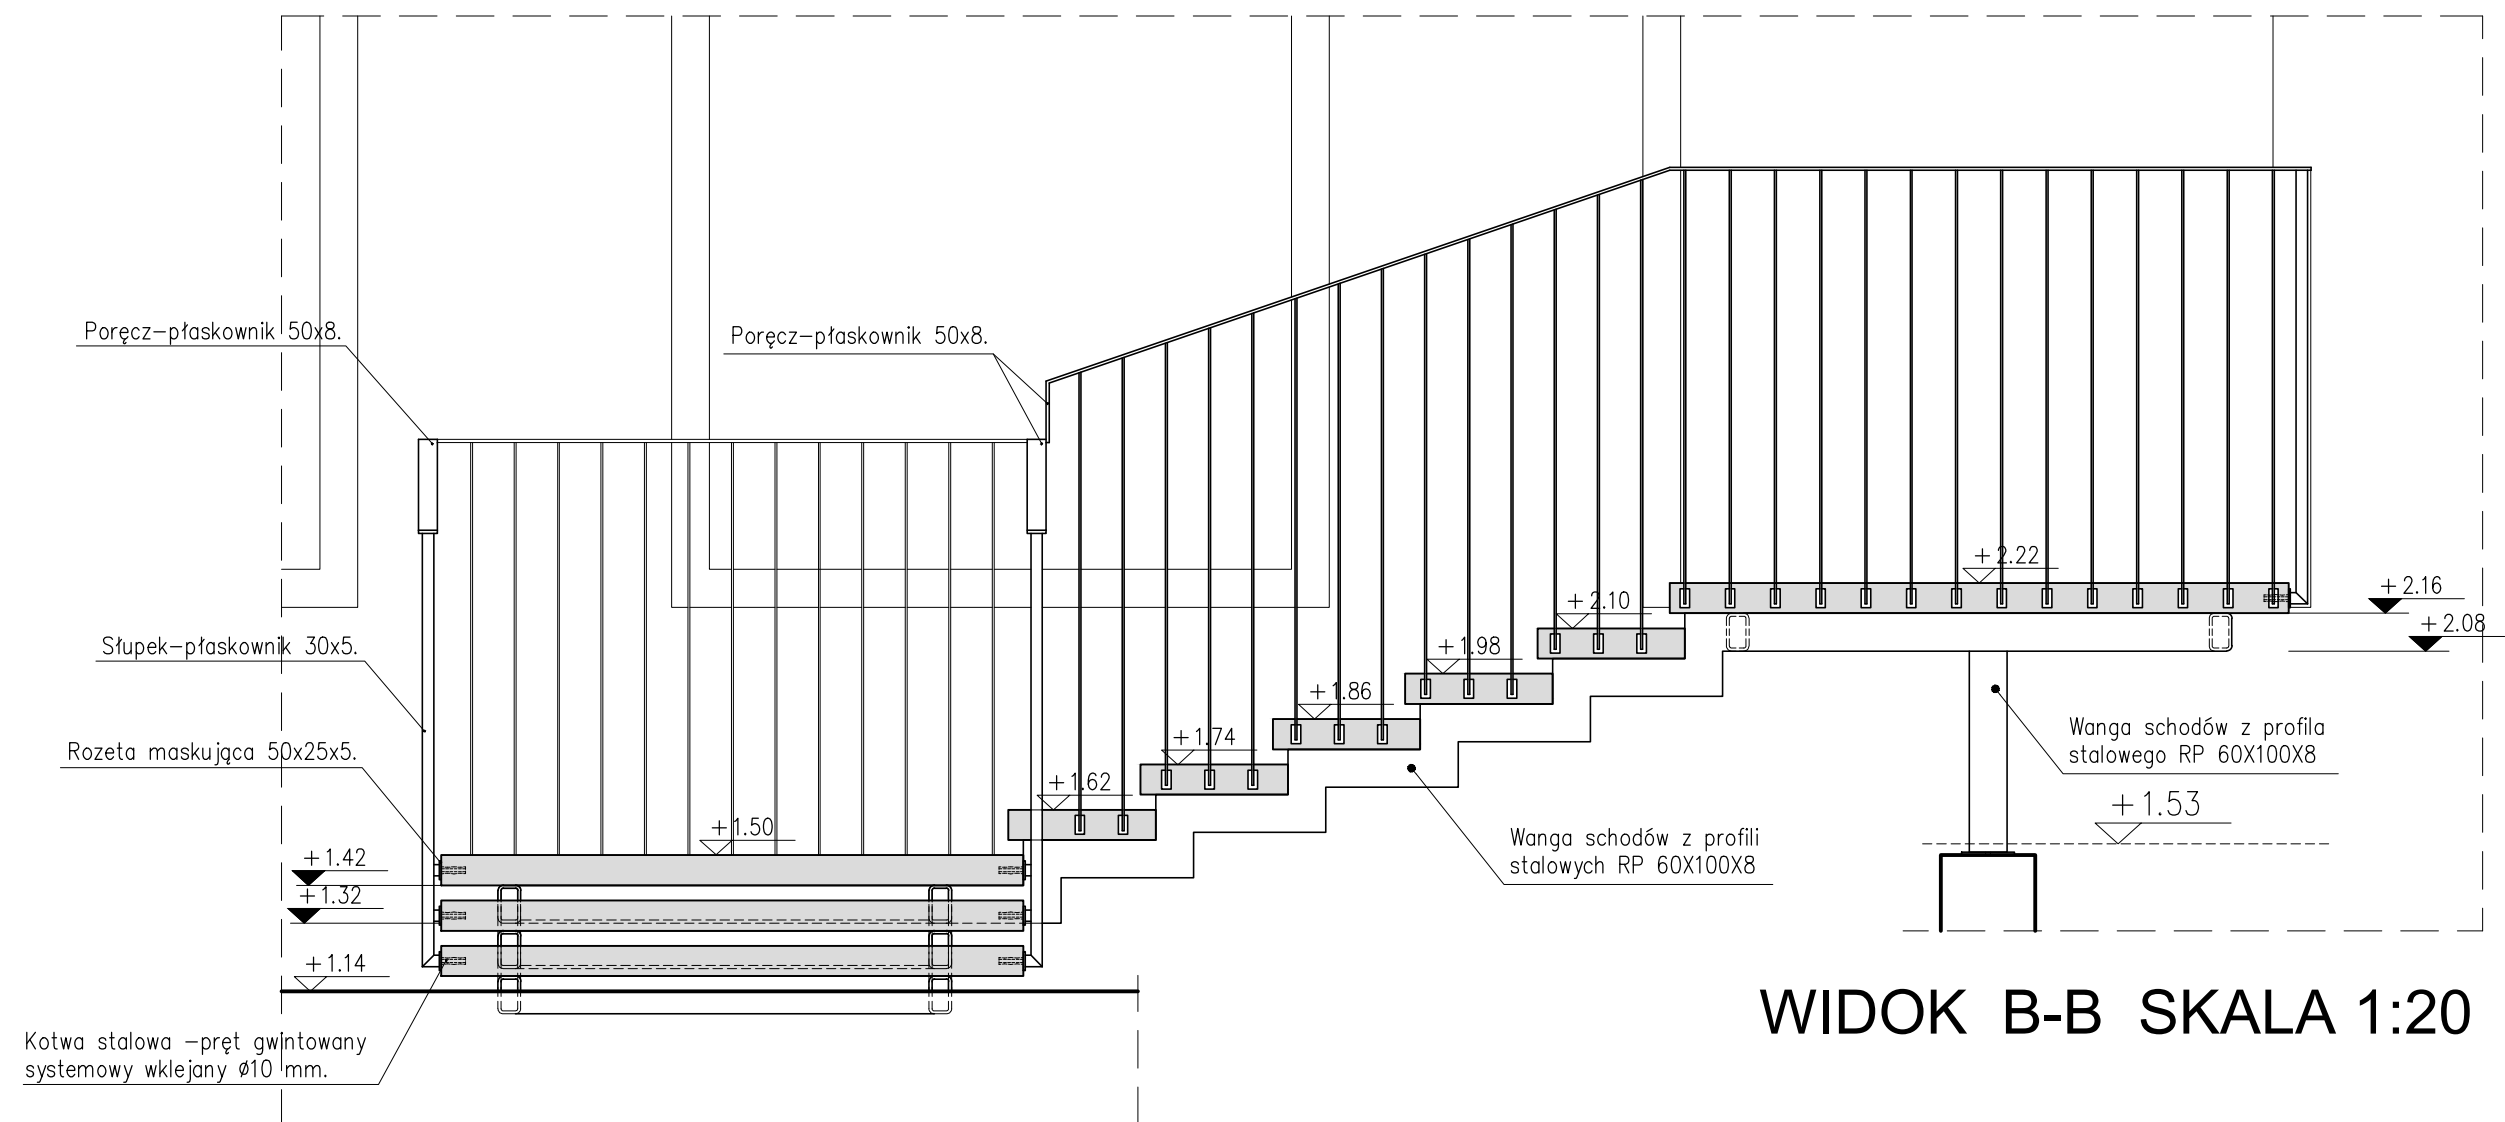 Poręcz-płaskownik 50x8.
Poręcz-płaskownik 50x8.
+2.22
+2.16
+2.10
+2.08
Słupek-płaskownik 30x5.
+1.98
+1.86
Wanga schodów z profila
stalowego RP 60X100X8
Rozeta maskująca 50x25x5.
+1.74
+1.62
+1.53
+1.50
Wanga schodów z profili
stalowych RP 60X100X8
+1.42
+1.32
+1.14
WIDOK B-B SKALA 1:20
Kotwa stalowa -pręt gwintowany
systemowy wklejany ø10 mm.